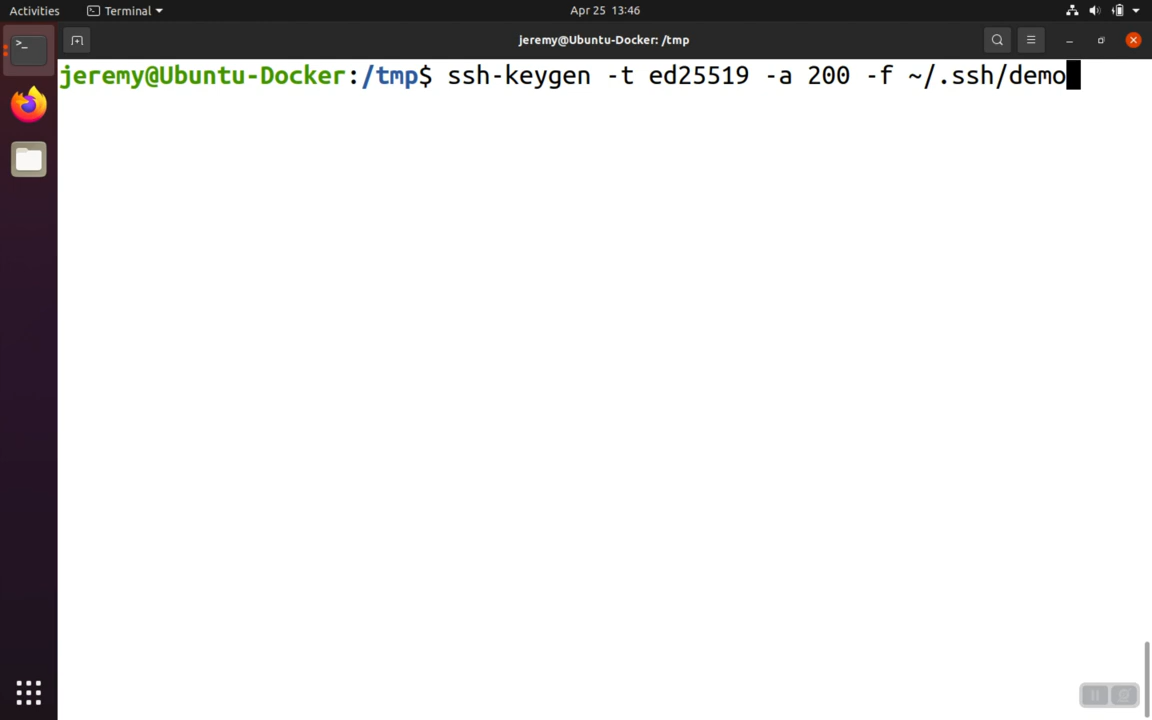 Activities Terminal Apr 25 13:46
jeremy@Ubuntu-Docker: /tmp
jeremy@Ubuntu-Docker:/tmp$ ssh-keygen -t ed25519 -a 200 -f ~/.ssh/demo